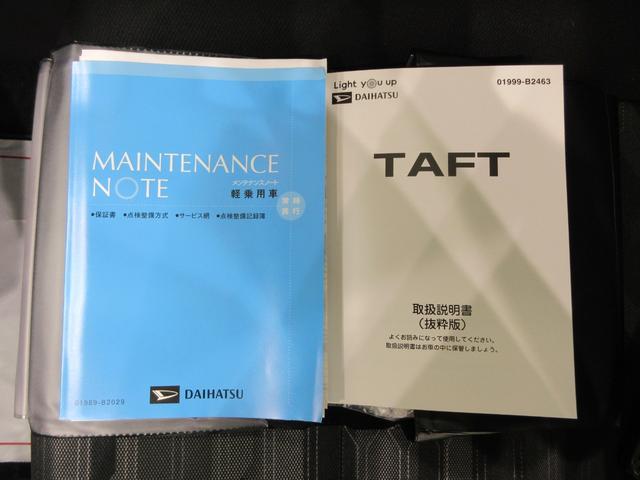 MAINTENANCE
NOTE
メンテナンスノート
軽乗用車
常時
携行
●保証書 ●点検整備方式 ●サービス網 ●点検整備記録簿
DAIHATSU
01989-B2029
Light you up
DAIHATSU
01999-B2463
TAFT
取扱説明書
(抜粋版)
よくお読みになって使用してください。
取扱説明書はお車の中に保管しましょう。